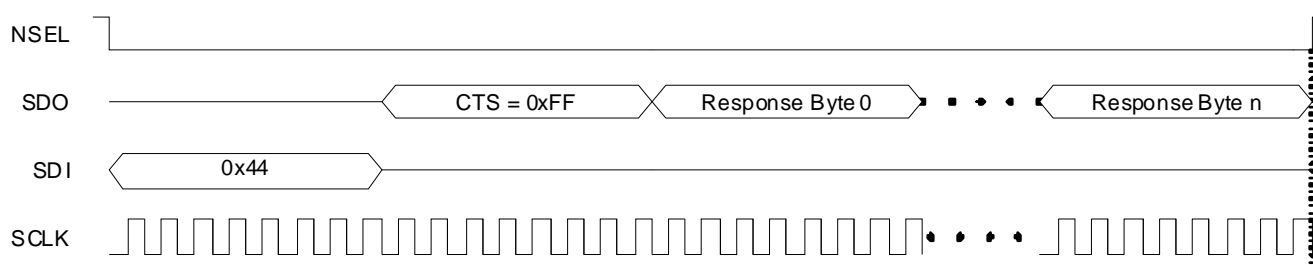 NSEL
SDO CTS = 0xFF Response Byte 0 Response Byte n
SDI 0x44
SCLK